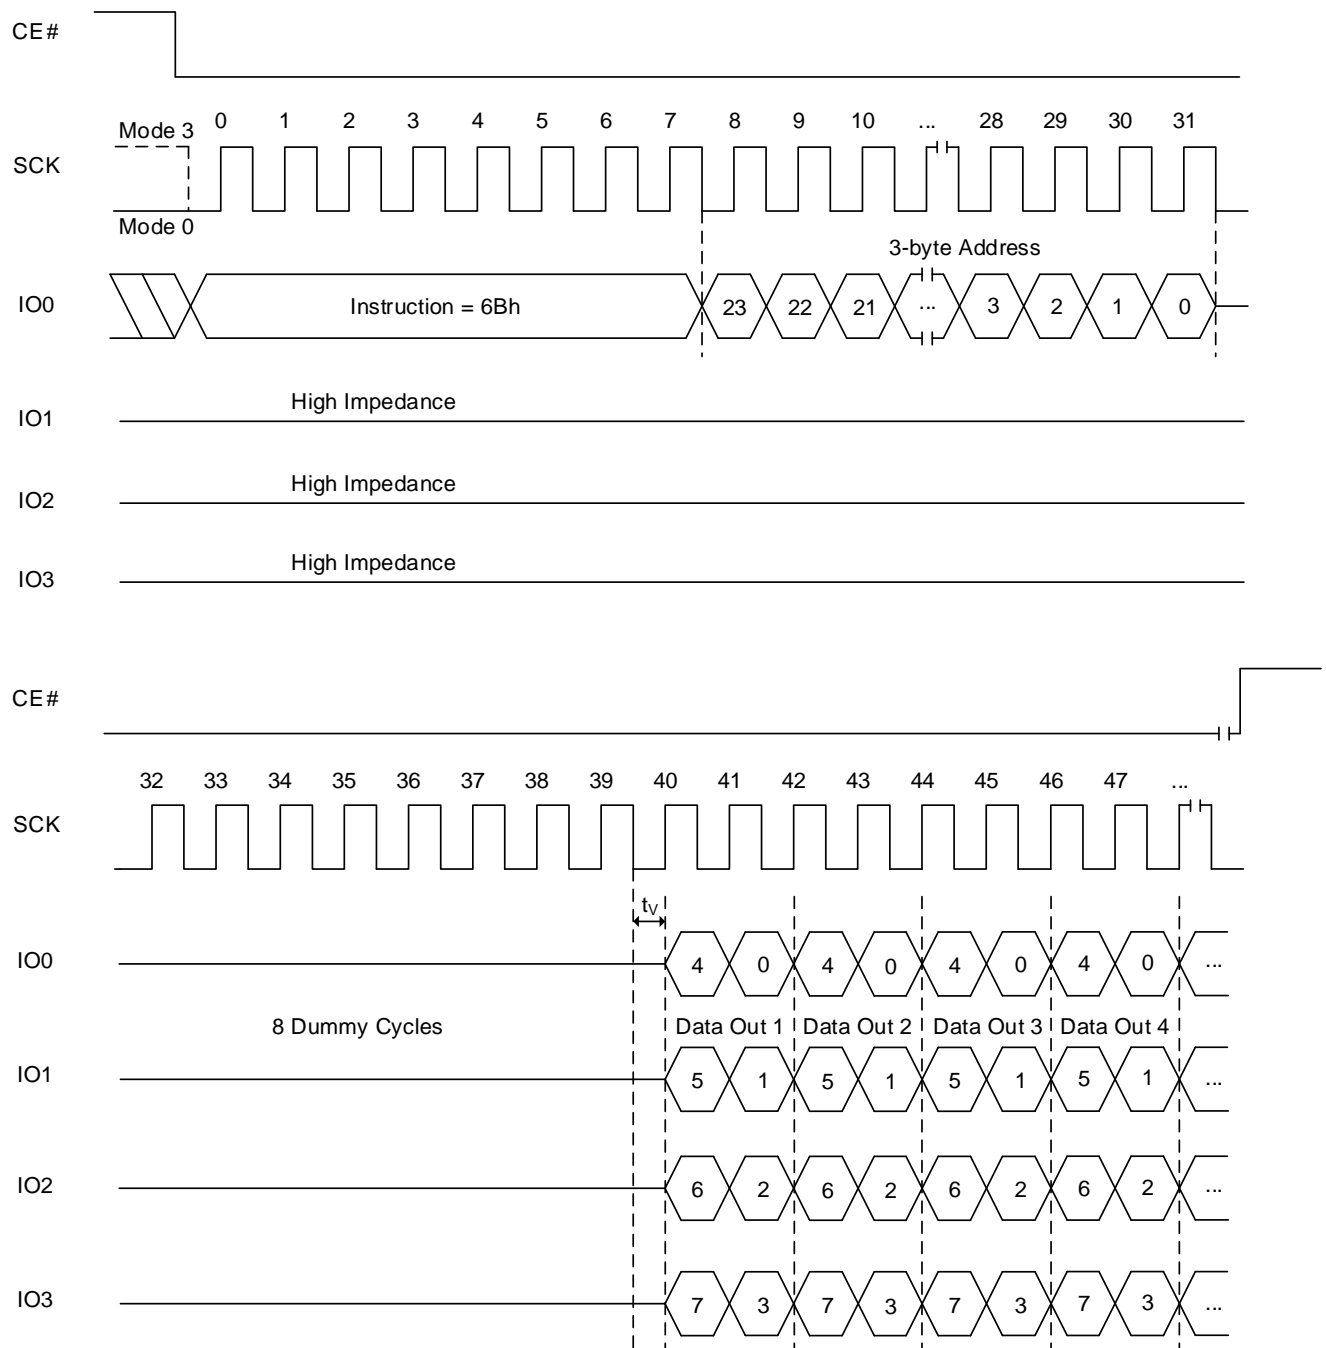 CE#
Mode 3 0 1 2 3 4 5 6 7 8 9 10 ... 28 29 30 31
SCK
Mode 0
3-byte Address
IO0 Instruction = 6Bh 23 22 21 ... 3 2 1 0
High Impedance
IO1
High Impedance
IO2
High Impedance
IO3
CE#
32 33 34 35 36 37 38 39 40 41 42 43 44 45 46 47 ...
SCK
tV
IO0 4 0 4 0 4 0 4 0 ...
8 Dummy Cycles Data Out 1 Data Out 2 Data Out 3 Data Out 4
IO1 5 1 5 1 5 1 5 1 ...
IO2 6 2 6 2 6 2 6 2 ...
IO3 7 3 7 3 7 3 7 3 ...